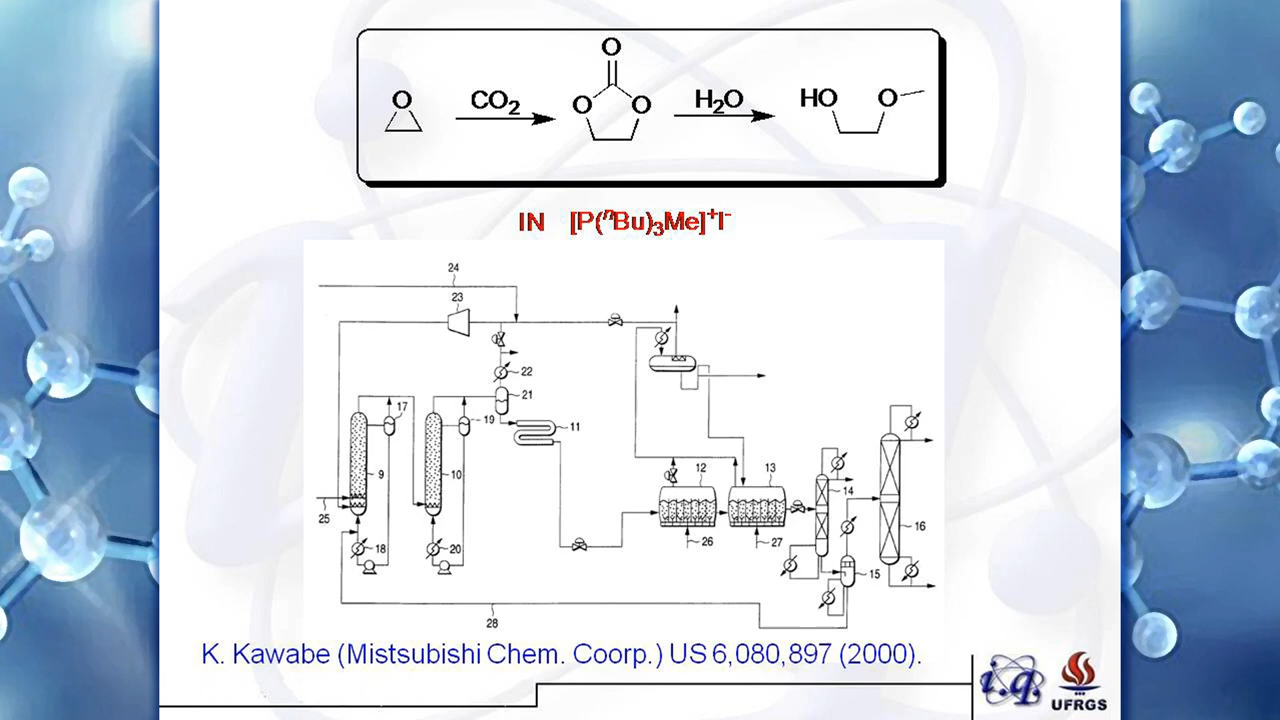 O
O
CO2
O O
H2O
HO O
IN [P(nBu)3Me]+I-
24
23
22
21
17
19
11
9
10
12
13
14
25
16
18
20
26
27
15
28
K. Kawabe (Mistsubishi Chem. Coorp.) US 6,080,897 (2000).
i.q.
UFRGS